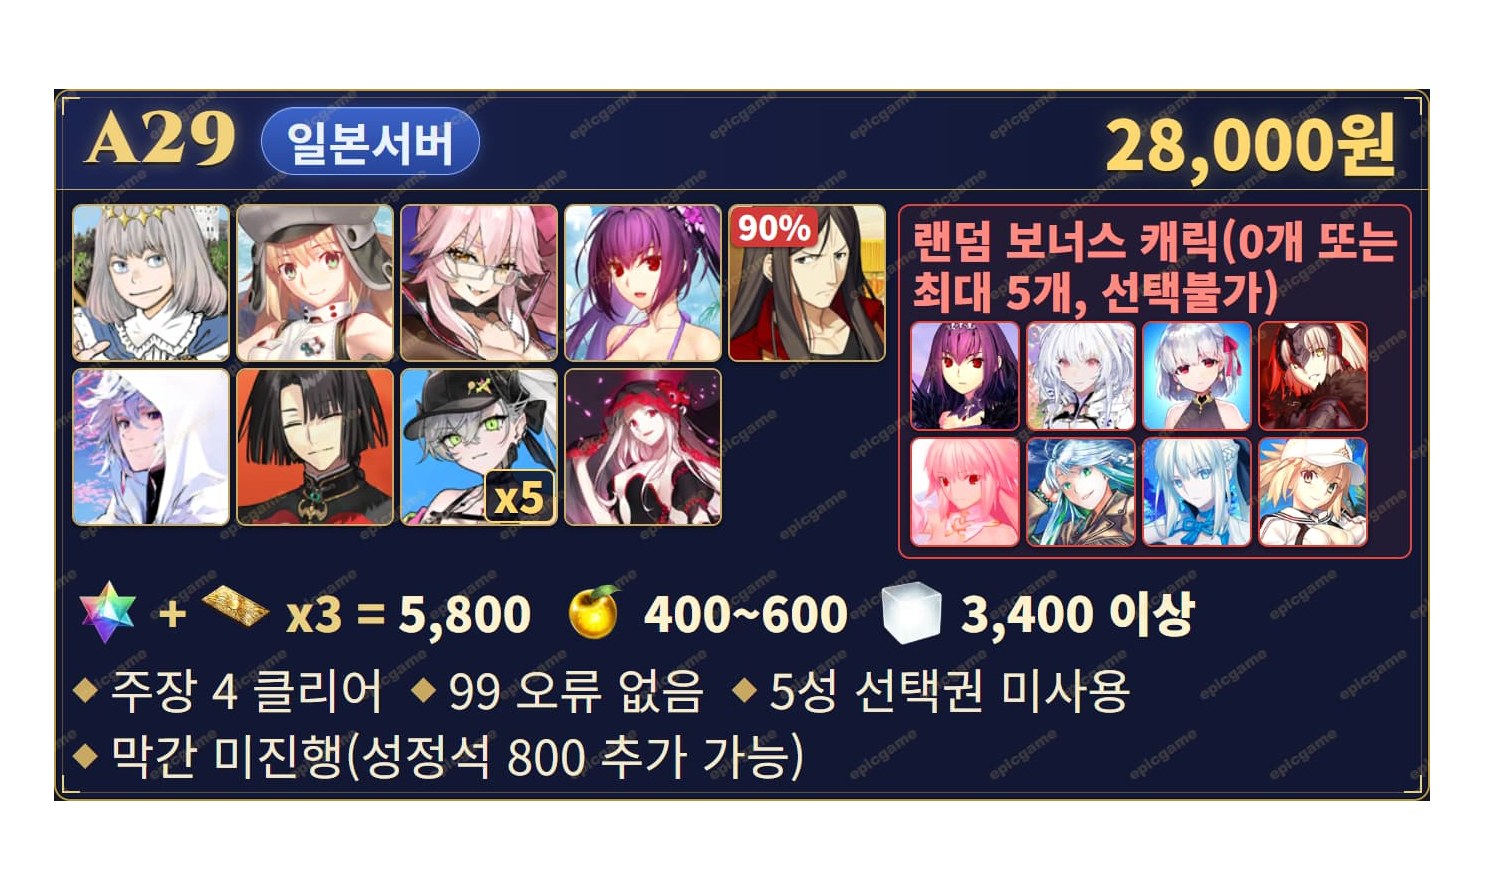 A29 일본서버 28,000원
90%
랜덤 보너스 캐릭(0개 또는
최대 5개, 선택불가)
x5
+ x3 = 5,800 400~600 3,400 이상
◆ 주장 4 클리어 ◆ 99 오류 없음 ◆ 5성 선택권 미사용
◆ 막간 미진행(성정석 800 추가 가능)
epicgame